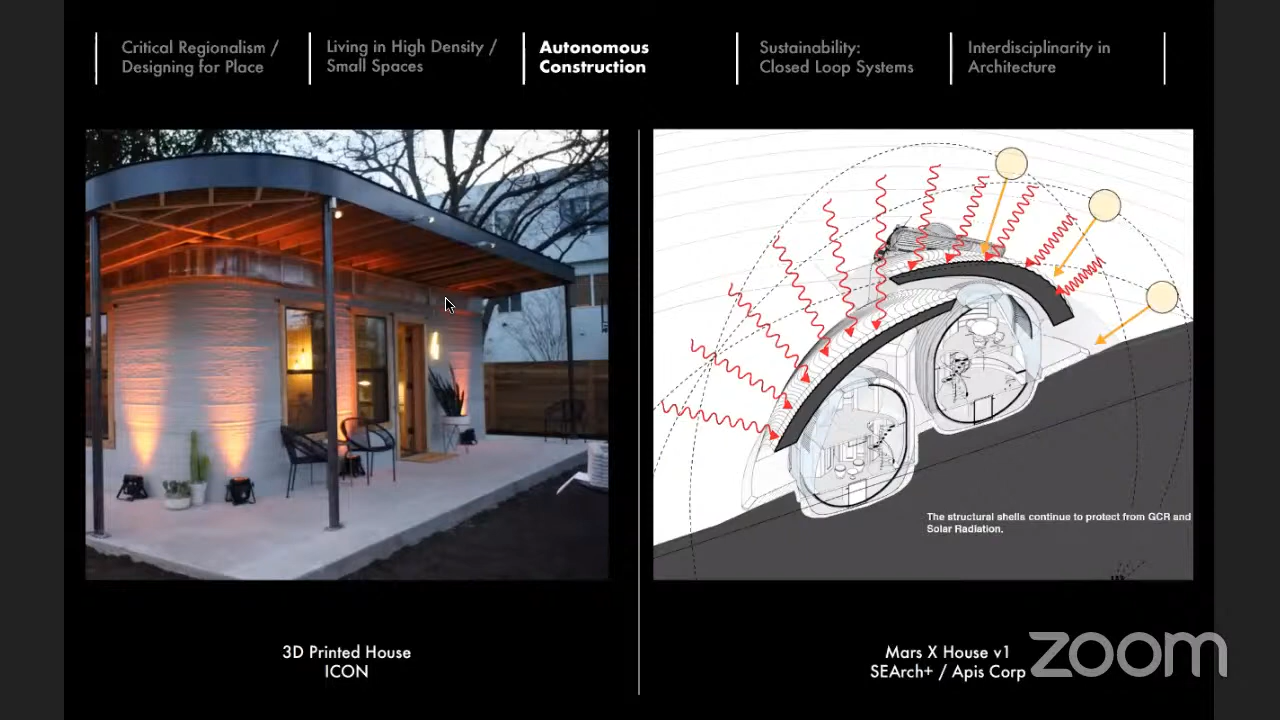 Critical Regionalism /
Designing for Place
Living in High Density /
Small Spaces
Autonomous
Construction
Sustainability:
Closed Loop Systems
Interdisciplinarity in
Architecture
The structural shells continue to protect from GCR and
Solar Radiation.
3D Printed House
ICON
Mars X House v1
SEArch+ / Apis Corp
zoom